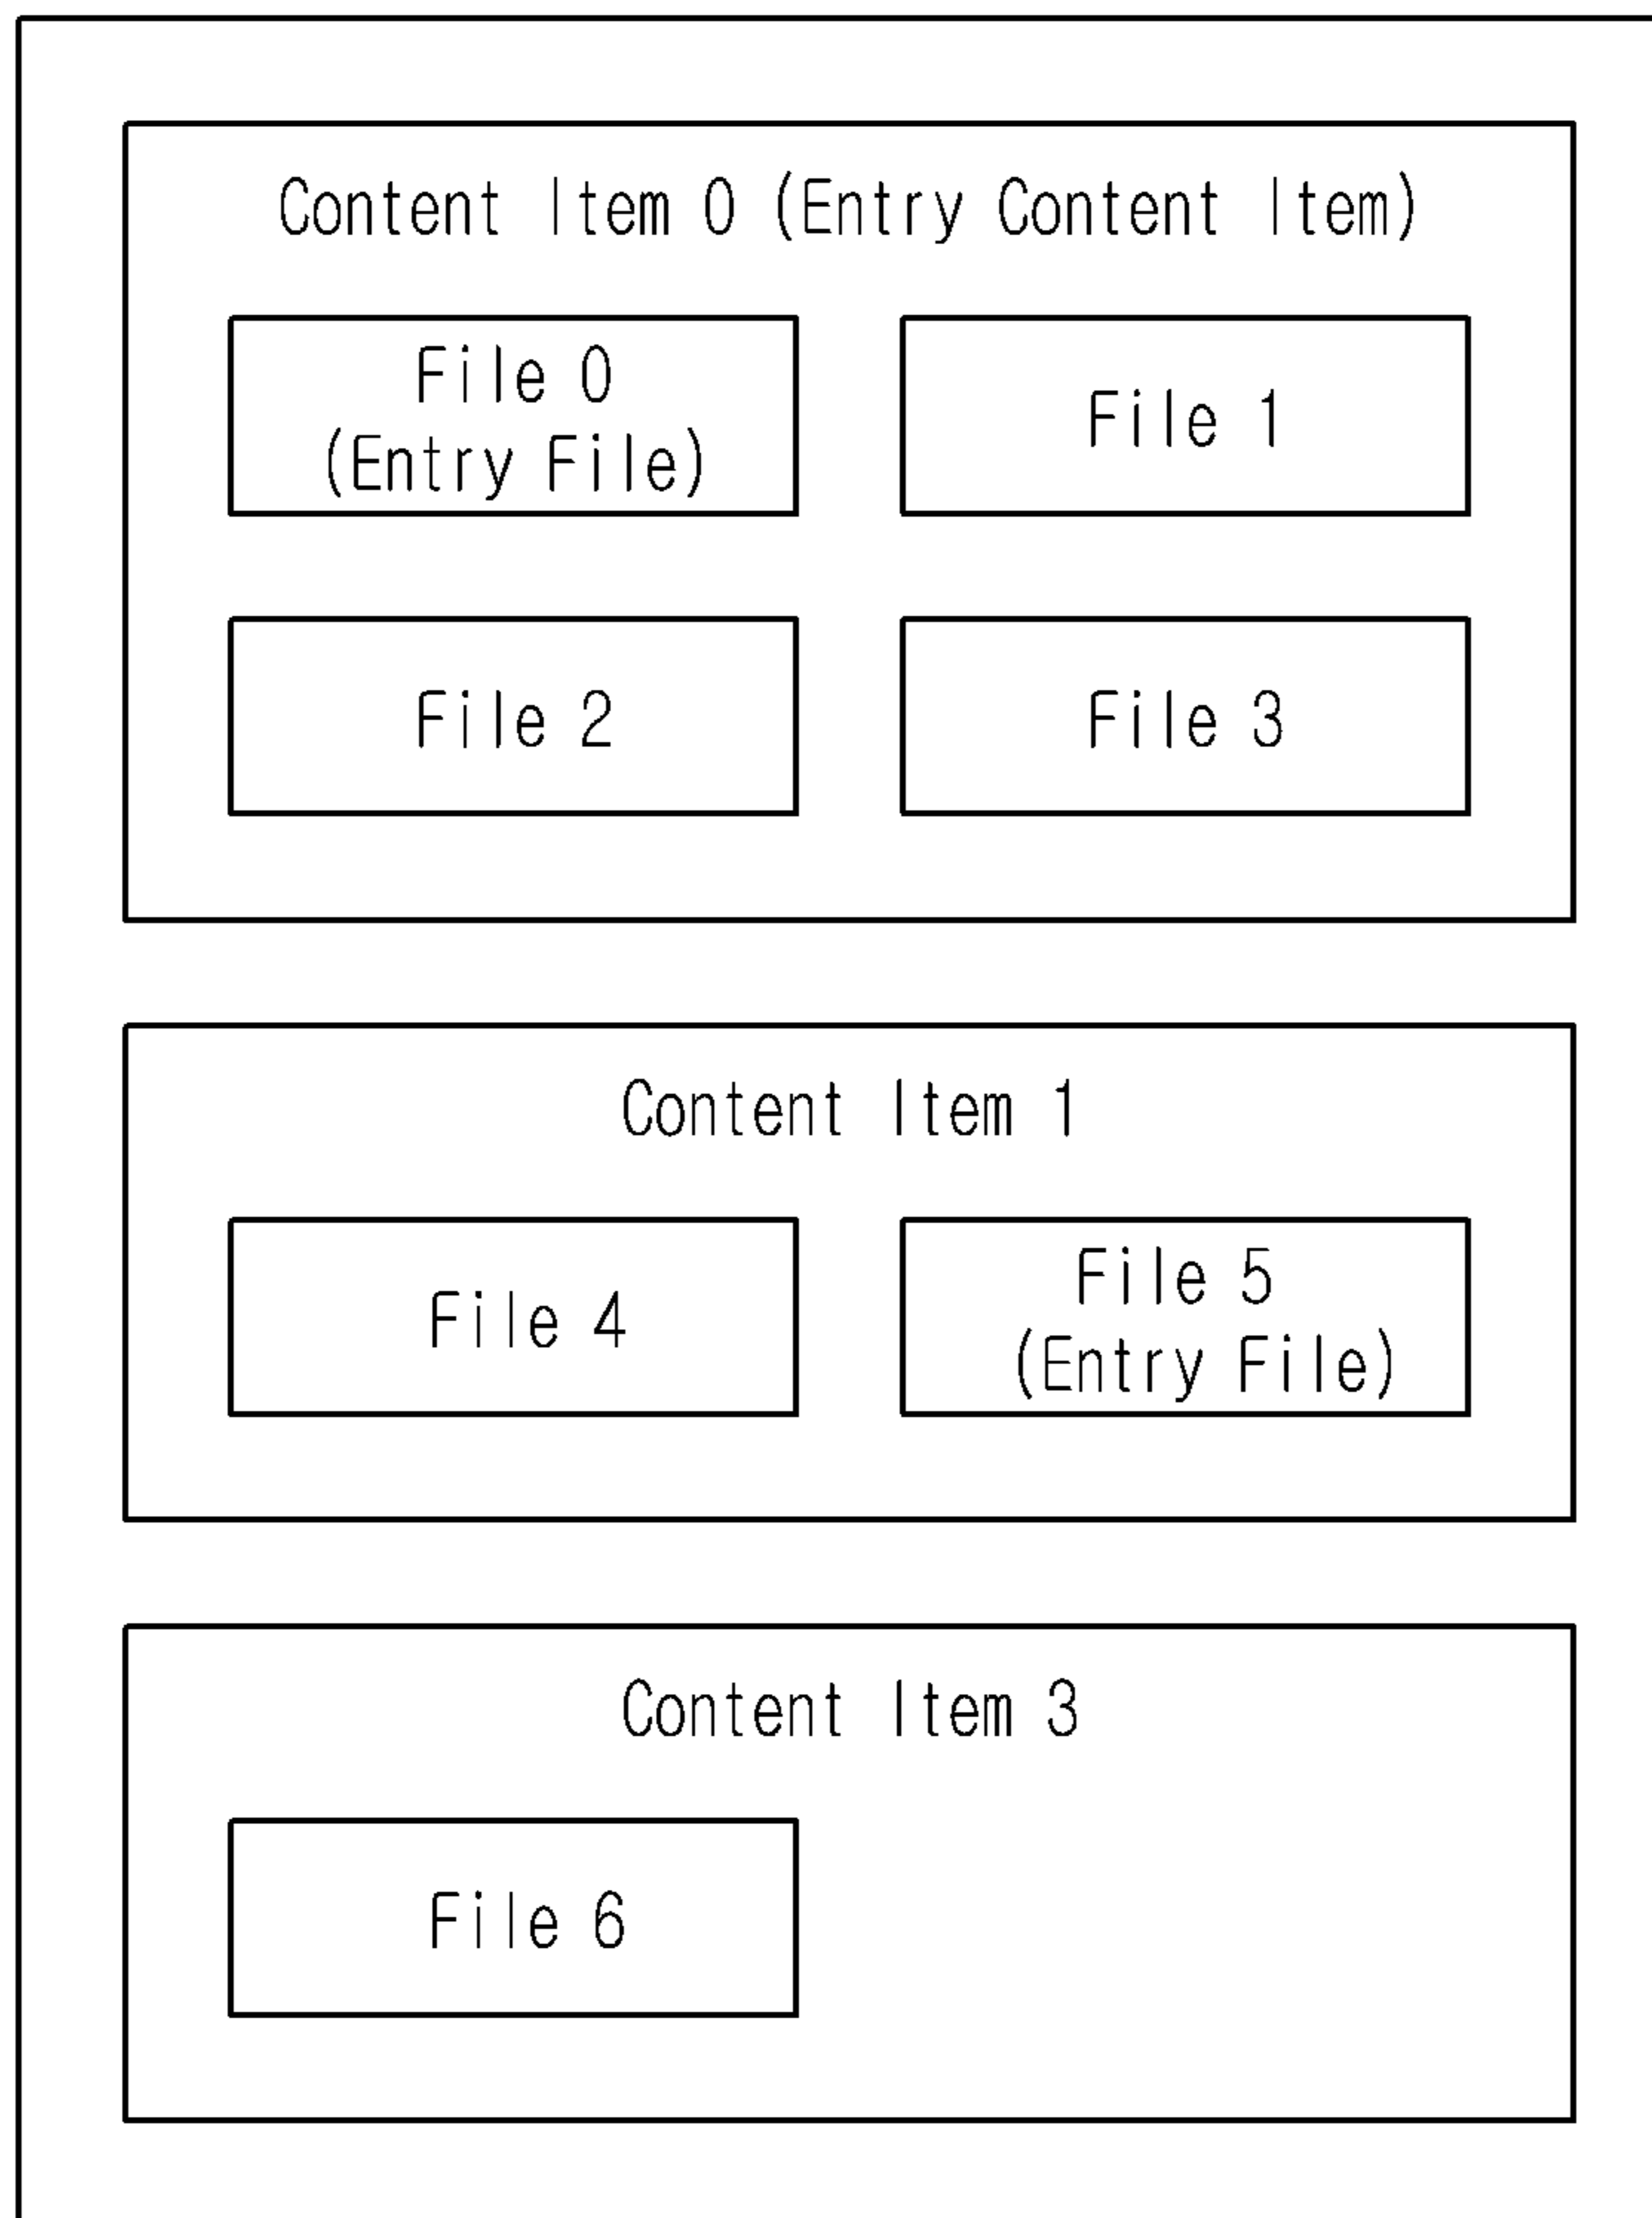 Content Item 0 (Entry Content Item)
File 0
(Entry File)
File 1
File 2
File 3
Content Item 1
File 4
File 5
(Entry File)
Content Item 3
File 6